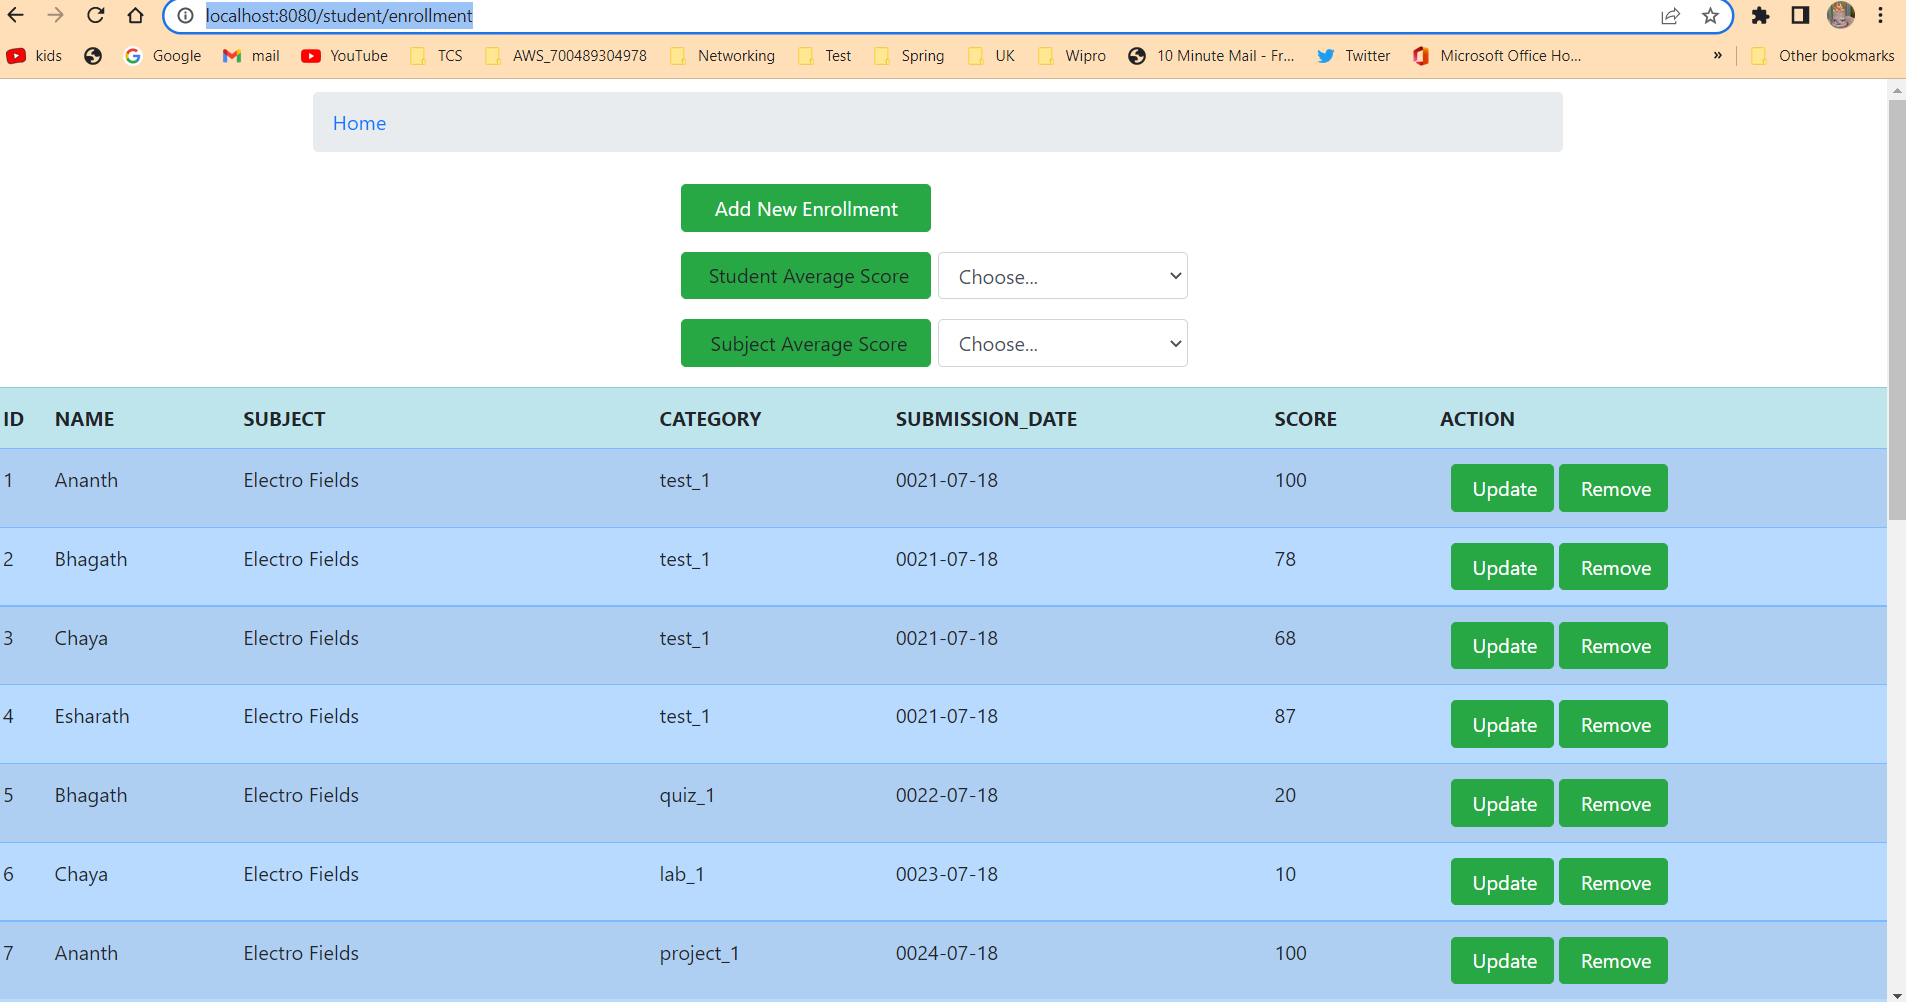 localhost:8080/student/enrollment
kids Google mail YouTube TCS AWS_700489304978 Networking Test Spring UK Wipro 10 Minute Mail - Fr... Twitter Microsoft Office Ho... » Other bookmarks
Home
Add New Enrollment
Student Average Score Choose...
Subject Average Score Choose...
ID NAME SUBJECT CATEGORY SUBMISSION_DATE SCORE ACTION
1 Ananth Electro Fields test_1 0021-07-18 100 Update Remove
2 Bhagath Electro Fields test_1 0021-07-18 78 Update Remove
3 Chaya Electro Fields test_1 0021-07-18 68 Update Remove
4 Esharath Electro Fields test_1 0021-07-18 87 Update Remove
5 Bhagath Electro Fields quiz_1 0022-07-18 20 Update Remove
6 Chaya Electro Fields lab_1 0023-07-18 10 Update Remove
7 Ananth Electro Fields project_1 0024-07-18 100 Update Remove